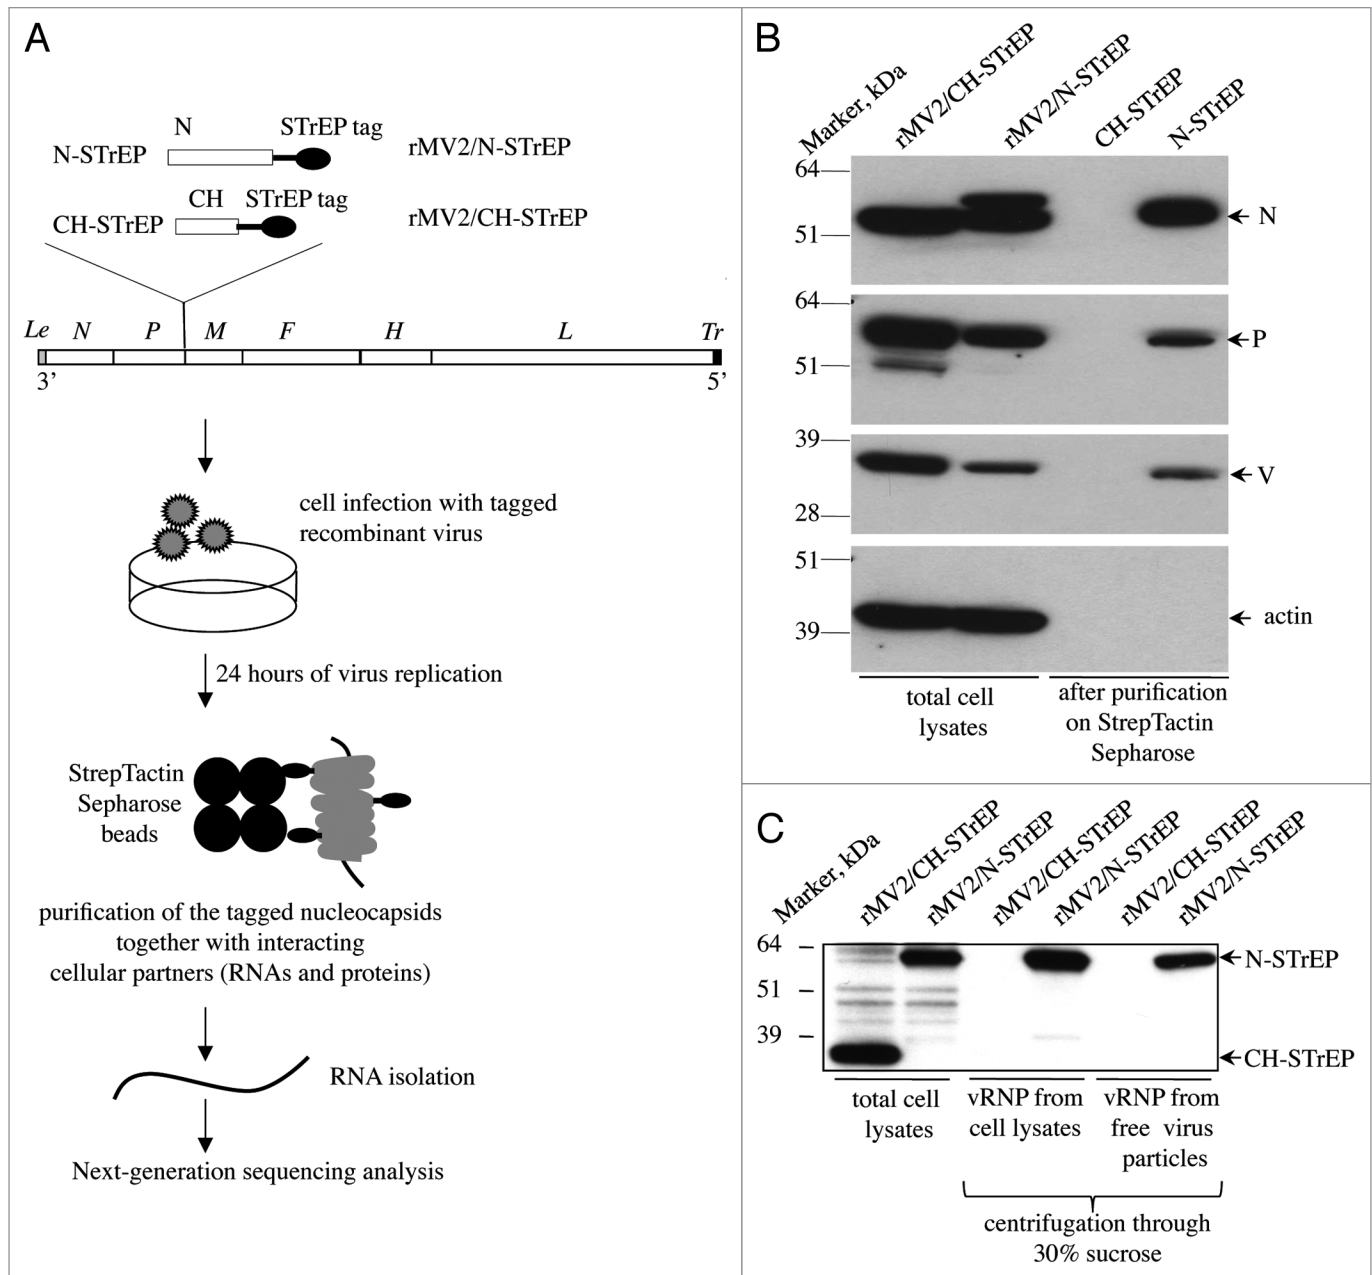 A
N
STrEP tag
N-STrEP
rMV2/N-STrEP
CH
STrEP tag
CH-STrEP
rMV2/CH-STrEP
Le N P M F H L Tr
3’ 5’
cell infection with tagged
recombinant virus
24 hours of virus replication
StrepTactin
Sepharose
beads
purification of the tagged nucleocapsids
together with interacting
cellular partners (RNAs and proteins)
RNA isolation
Next-generation sequencing analysis
B
Marker, kDa
rMV2/CH-STrEP
rMV2/N-STrEP
CH-STrEP
N-STrEP
64
N
51
64
P
51
39
V
28
51
actin
39
total cell
lysates
after purification
on StrepTactin
Sepharose
C
Marker, kDa
rMV2/CH-STrEP
rMV2/N-STrEP
rMV2/CH-STrEP
rMV2/N-STrEP
rMV2/CH-STrEP
rMV2/N-STrEP
64
N-STrEP
51
39
CH-STrEP
total cell
lysates
vRNP from
cell lysates
vRNP from
free virus
particles
centrifugation through
30% sucrose